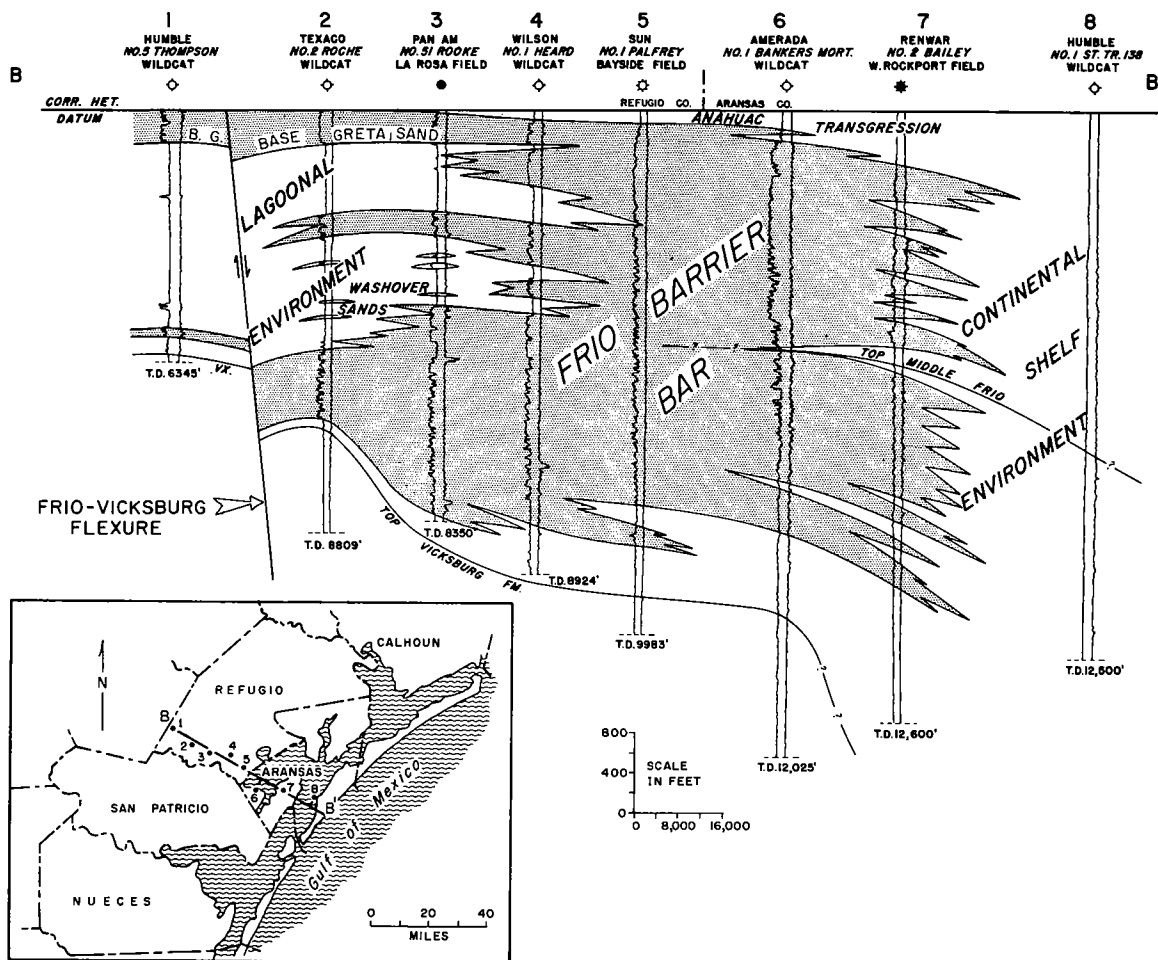 1
HUMBLE
NO.5 THOMPSON
WILDCAT
2
TEXACO
NO.2 ROCHE
WILDCAT
3
PAN AM
NO.51 ROOKE
LA ROSA FIELD
4
WILSON
NO.1 HEARD
WILDCAT
5
SUN
NO.1 PALFREY
BAYSIDE FIELD
6
AMERADA
NO.1 BANKERS MORT.
WILDCAT
7
RENWAR
NO.2 BAILEY
W.ROCKPORT FIELD
8
HUMBLE
NO.1 ST. TR.138
WILDCAT
B
B'
CORR. HET.
DATUM
REFUGIO CO.
ARANSAS CO.
ANAHUAC
TRANSGRESSION
B.G.
BASE GRETA SAND
LAGOONAL
ENVIRONMENT
WASHOVER
SANDS
FRIO BARRIER
BAR
CONTINENTAL
SHELF
ENVIRONMENT
? ?
TOP MIDDLE FRIO
?
T.D.6345'
VX.
FRIO-VICKSBURG
FLEXURE
T.D.8809'
TOP
VICKSBURG
FM.
T.D.8350'
T.D.8924'
T.D.9983'
T.D.12,025'
?
?
T.D.12,600'
T.D.12,500'
800
400
0
SCALE
IN FEET
0 8,000 16,000
N
CALHOUN
REFUGIO
B
1
2
3
4
5
ARANSAS
6
7
8
B'
SAN PATRICIO
Gulf of Mexico
NUECES
0 20 40
MILES